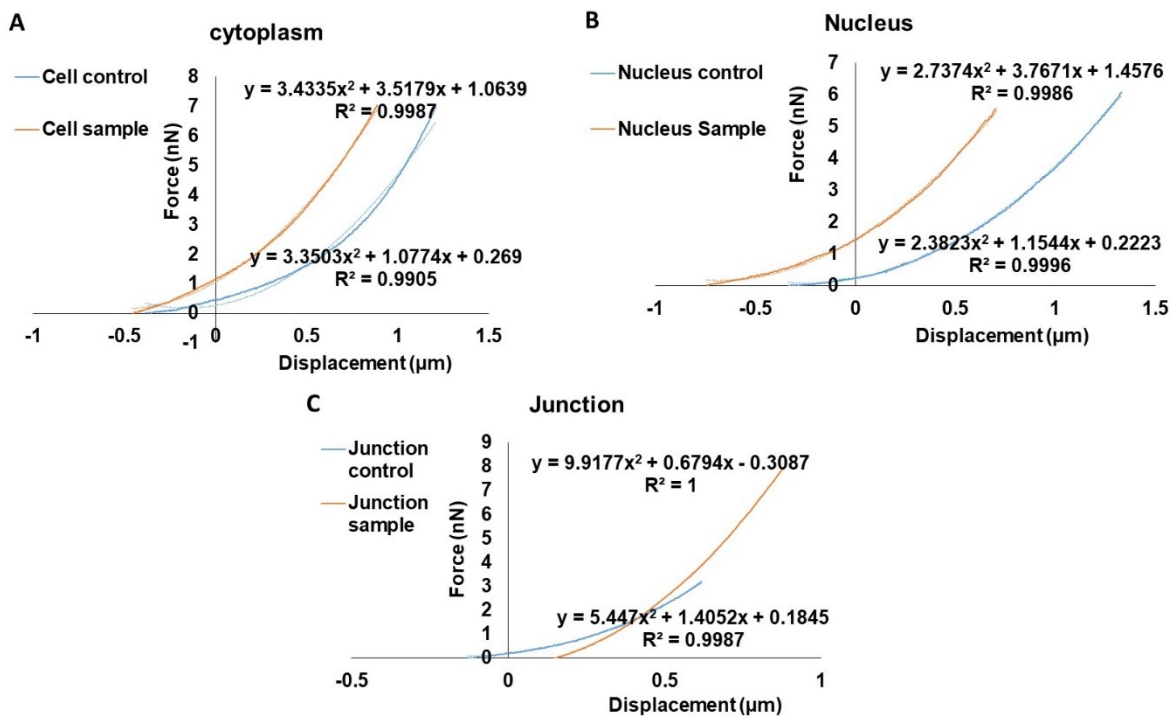 A
cytoplasm
Cell control
Cell sample
y = 3.4335x² + 3.5179x + 1.0639
R² = 0.9987
y = 3.3503x² + 1.0774x + 0.269
R² = 0.9905
Force (nN)
8
7
6
5
4
3
2
1
0
-1
-1
-0.5
0
0.5
1
1.5
Displacement (µm)
B
Nucleus
Nucleus control
Nucleus Sample
y = 2.7374x² + 3.7671x + 1.4576
R² = 0.9986
y = 2.3823x² + 1.1544x + 0.2223
R² = 0.9996
Force (nN)
7
6
5
4
3
2
1
0
-1
-0.5
0
0.5
1
1.5
Displacement (µm)
C
Junction
Junction
control
Junction
sample
y = 9.9177x² + 0.6794x - 0.3087
R² = 1
y = 5.447x² + 1.4052x + 0.1845
R² = 0.9987
Force (nN)
9
8
7
6
5
4
3
2
1
0
-0.5
0
0.5
1
Displacement (µm)